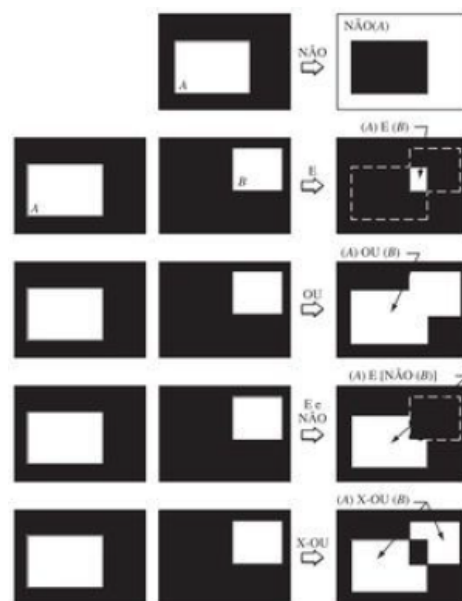 NÃO
NÃO(A)
A
(A) E (B)
A
B
E
(A) OU (B)
OU
(A) E [NÃO (B)]
E e
NÃO
(A) X-OU (B)
X-OU